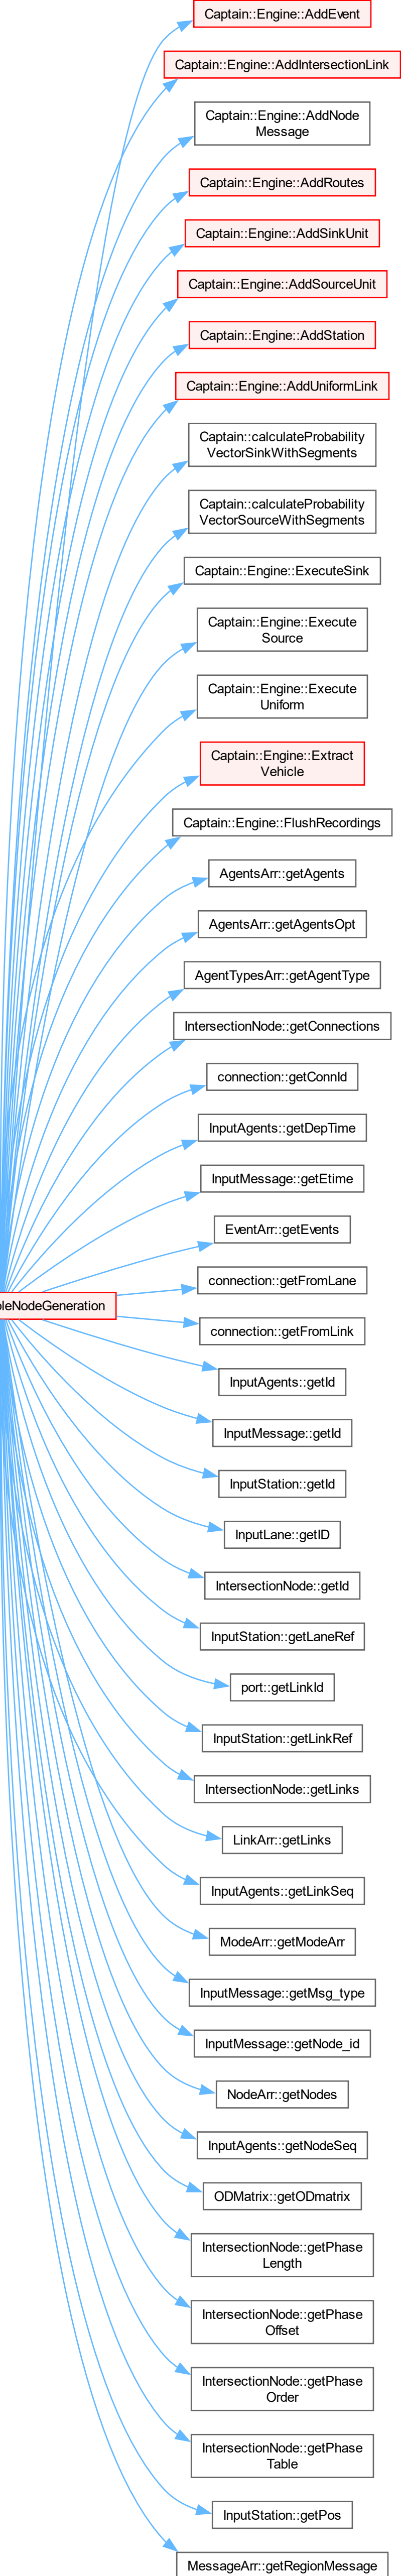 Captain::Engine::AddEvent
Captain::Engine::AddIntersectionLink
Captain::Engine::AddNode
Message
Captain::Engine::AddRoutes
Captain::Engine::AddSinkUnit
Captain::Engine::AddSourceUnit
Captain::Engine::AddStation
Captain::Engine::AddUniformLink
Captain::calculateProbability
VectorSinkWithSegments
Captain::calculateProbability
VectorSourceWithSegments
Captain::Engine::ExecuteSink
Captain::Engine::Execute
Source
Captain::Engine::Execute
Uniform
Captain::Engine::Extract
Vehicle
Captain::Engine::FlushRecordings
AgentsArr::getAgents
AgentsArr::getAgentsOpt
AgentTypesArr::getAgentType
IntersectionNode::getConnections
connection::getConnId
InputAgents::getDepTime
InputMessage::getEtime
EventArr::getEvents
connection::getFromLane
bleNodeGeneration
connection::getFromLink
InputAgents::getId
InputMessage::getId
InputStation::getId
InputLane::getID
IntersectionNode::getId
InputStation::getLaneRef
port::getLinkId
InputStation::getLinkRef
IntersectionNode::getLinks
LinkArr::getLinks
InputAgents::getLinkSeq
ModeArr::getModeArr
InputMessage::getMsg_type
InputMessage::getNode_id
NodeArr::getNodes
InputAgents::getNodeSeq
ODMatrix::getODmatrix
IntersectionNode::getPhase
Length
IntersectionNode::getPhase
Offset
IntersectionNode::getPhase
Order
IntersectionNode::getPhase
Table
InputStation::getPos
MessageArr::getRegionMessage